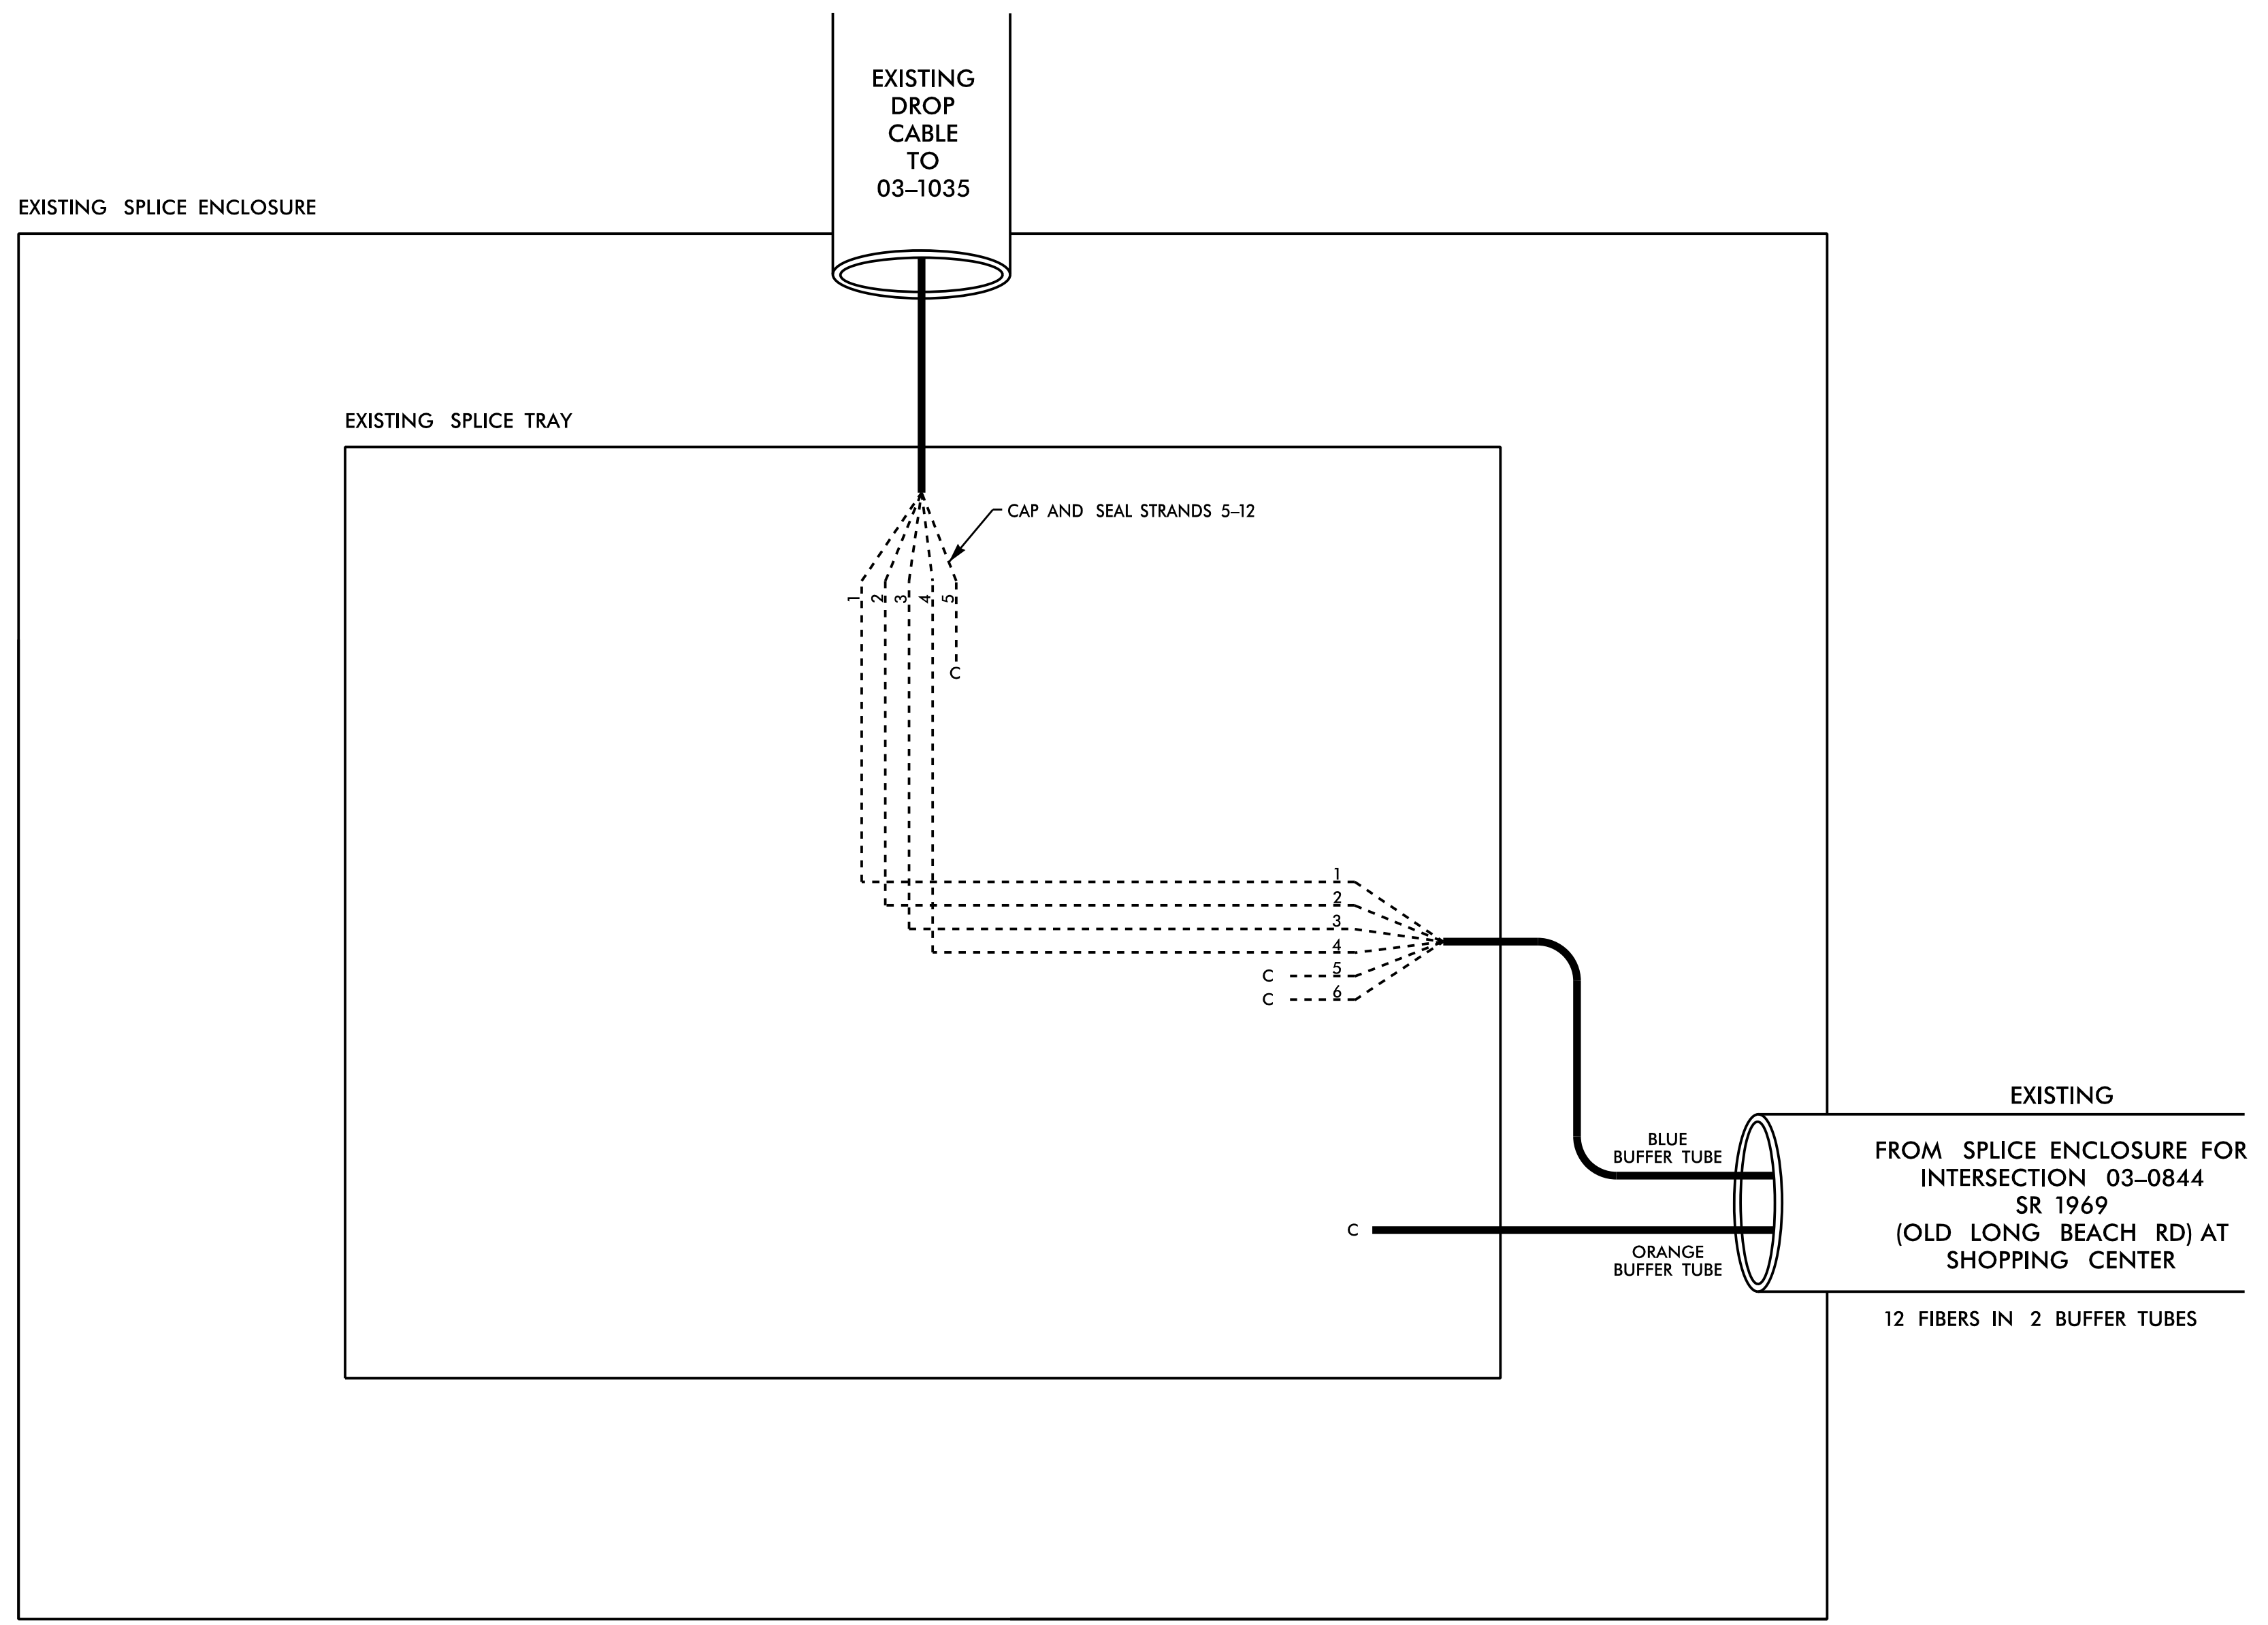 EXISTING
DROP
CABLE
TO
03–1035
EXISTING SPLICE ENCLOSURE
EXISTING SPLICE TRAY
CAP AND SEAL STRANDS 5–12
1
2
3
4
5
C
1
2
3
4
C 5
C 6
EXISTING
FROM SPLICE ENCLOSURE FOR
INTERSECTION 03–0844
SR 1969
(OLD LONG BEACH RD) AT
SHOPPING CENTER
12 FIBERS IN 2 BUFFER TUBES
BLUE
BUFFER TUBE
C
ORANGE
BUFFER TUBE